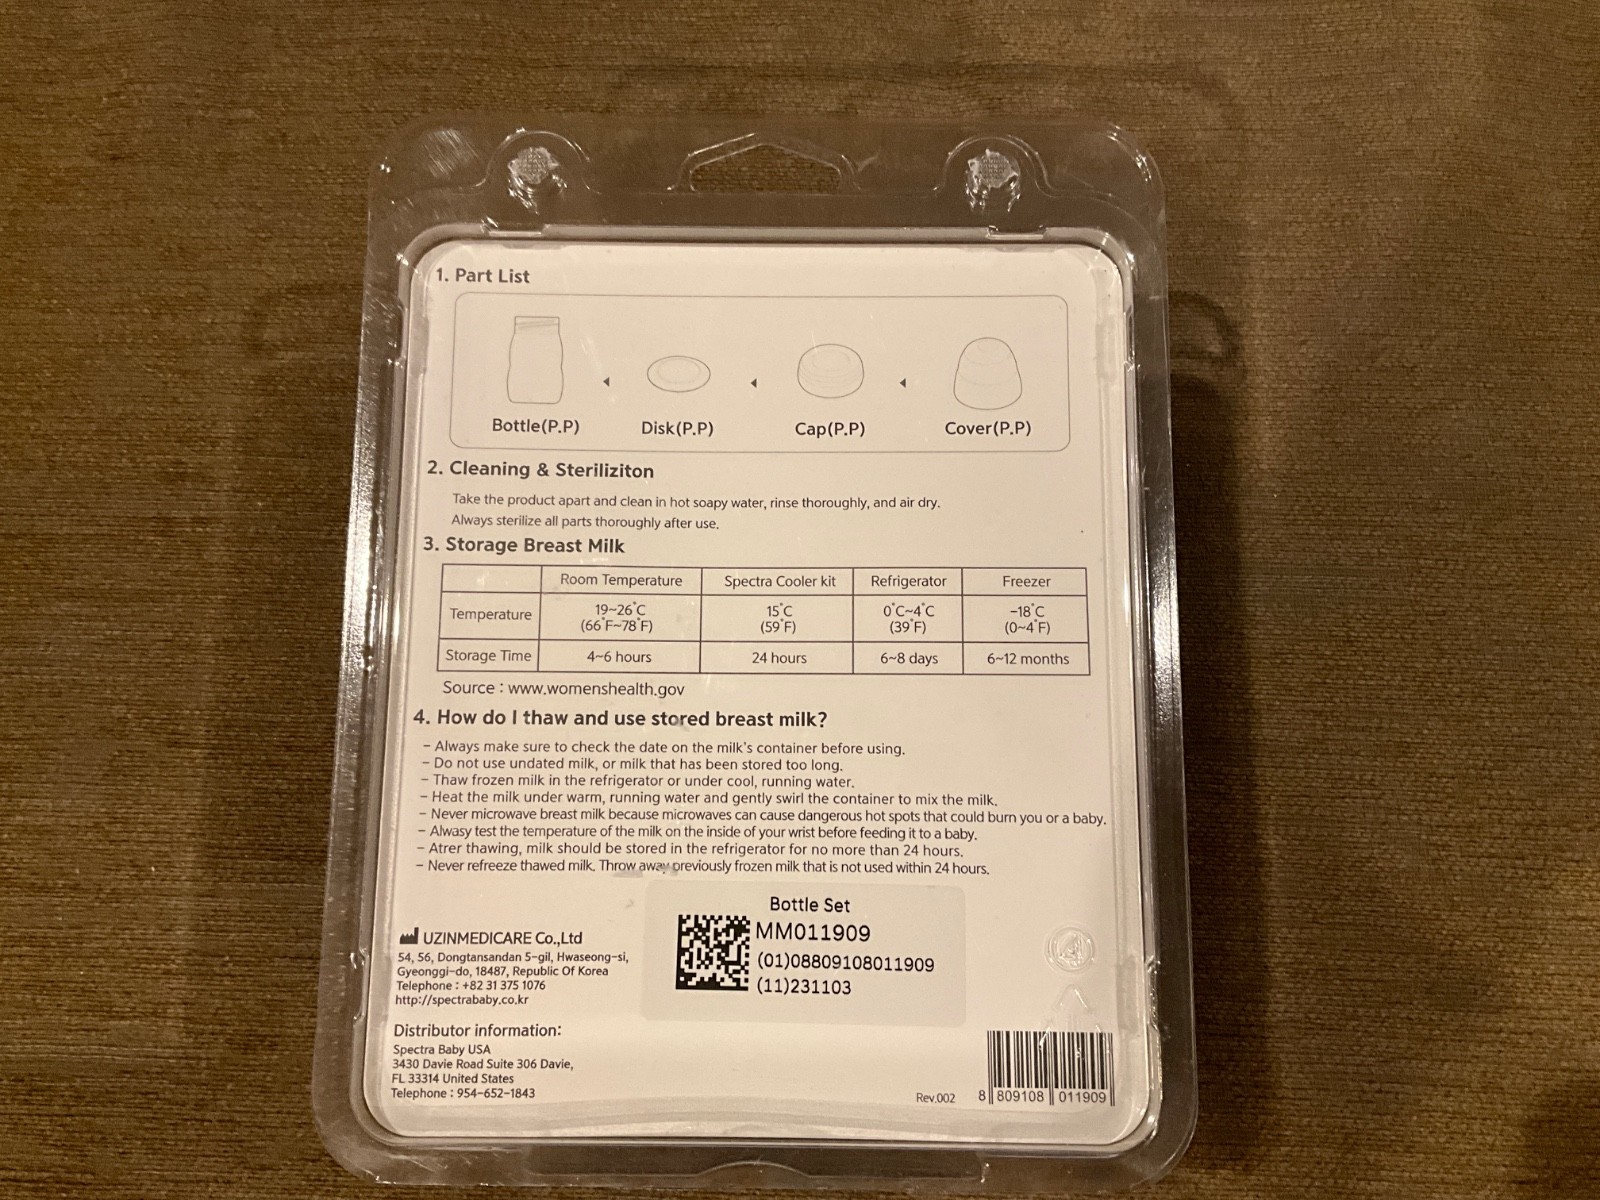 1. Part List
Bottle(P.P) Disk(P.P) Cap(P.P) Cover(P.P)
2. Cleaning & Steriliziton
Take the product apart and clean in hot soapy water, rinse thoroughly, and air dry.
Always sterilize all parts thoroughly after use.
3. Storage Breast Milk
Room Temperature Spectra Cooler kit Refrigerator Freezer
Temperature 19~26°C 15°C 0°C~4°C -18°C
(66°F~78°F) (59°F) (39°F) (0~4°F)
Storage Time 4~6 hours 24 hours 6~8 days 6~12 months
Source : www.womenshealth.gov
4. How do I thaw and use stored breast milk?
- Always make sure to check the date on the milk's container before using.
- Do not use undated milk, or milk that has been stored too long.
- Thaw frozen milk in the refrigerator or under cool, running water.
- Heat the milk under warm, running water and gently swirl the container to mix the milk.
- Never microwave breast milk because microwaves can cause dangerous hot spots that could burn you or a baby.
- Alwasy test the temperature of the milk on the inside of your wrist before feeding it to a baby.
- Atrer thawing, milk should be stored in the refrigerator for no more than 24 hours.
- Never refreeze thawed milk. Throw away previously frozen milk that is not used within 24 hours.
Bottle Set
MM011909
(01)08809108011909
(11)231103
UZINMEDICARE Co.,Ltd
54, 56, Dongtansandan 5-gil, Hwaseong-si,
Gyeonggi-do, 18487, Republic Of Korea
Telephone : +82 31 375 1076
http://spectrababy.co.kr
Distributor information:
Spectra Baby USA
3430 Davie Road Suite 306 Davie,
FL 33314 United States
Telephone : 954-652-1843
Rev.002
8 809108 011909